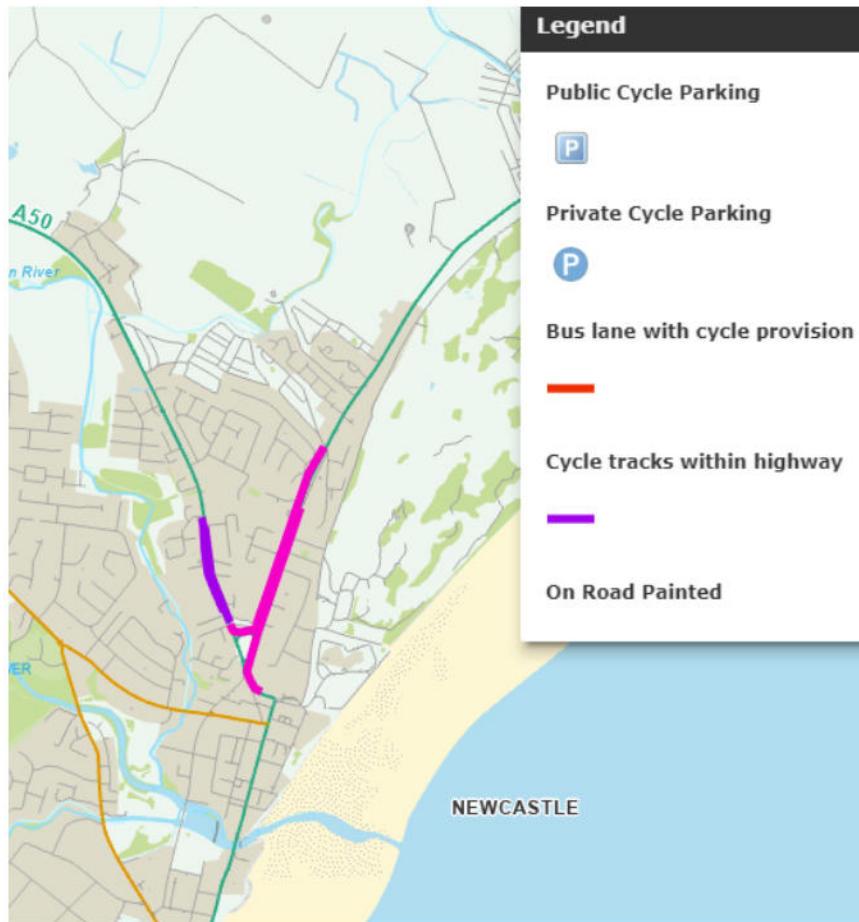 Legend
Public Cycle Parking
P
Private Cycle Parking
P
Bus lane with cycle provision
Cycle tracks within highway
On Road Painted
A50
n River
VER
NEWCASTLE